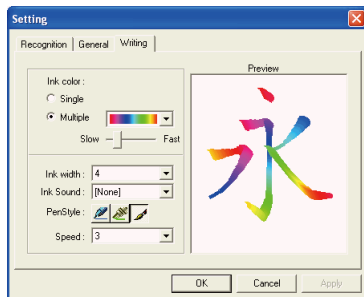 Setting
Recognition General Writing
Ink color :
Single
Multiple
Slow Fast
Ink width : 4
Ink Sound : [None]
PenStyle :
Speed : 3
Preview
永
OK Cancel Apply